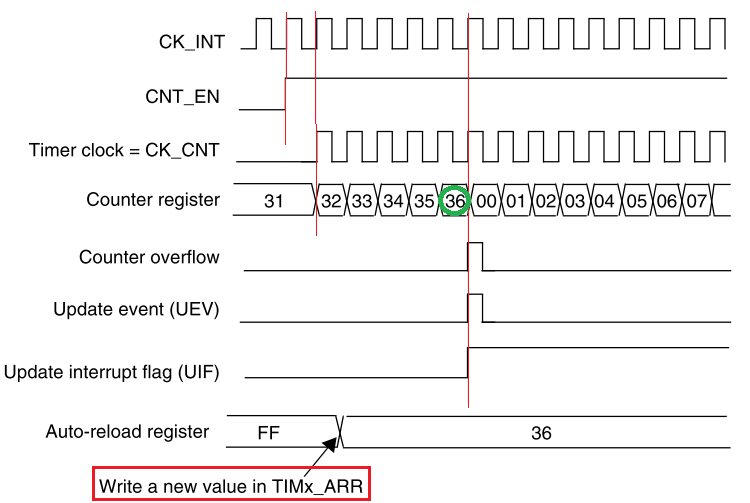 CK_INT
CNT_EN
Timer clock = CK_CNT
Counter register 31 32 33 34 35 36 00 01 02 03 04 05 06 07
Counter overflow
Update event (UEV)
Update interrupt flag (UIF)
Auto-reload register FF 36
Write a new value in TIMx_ARR